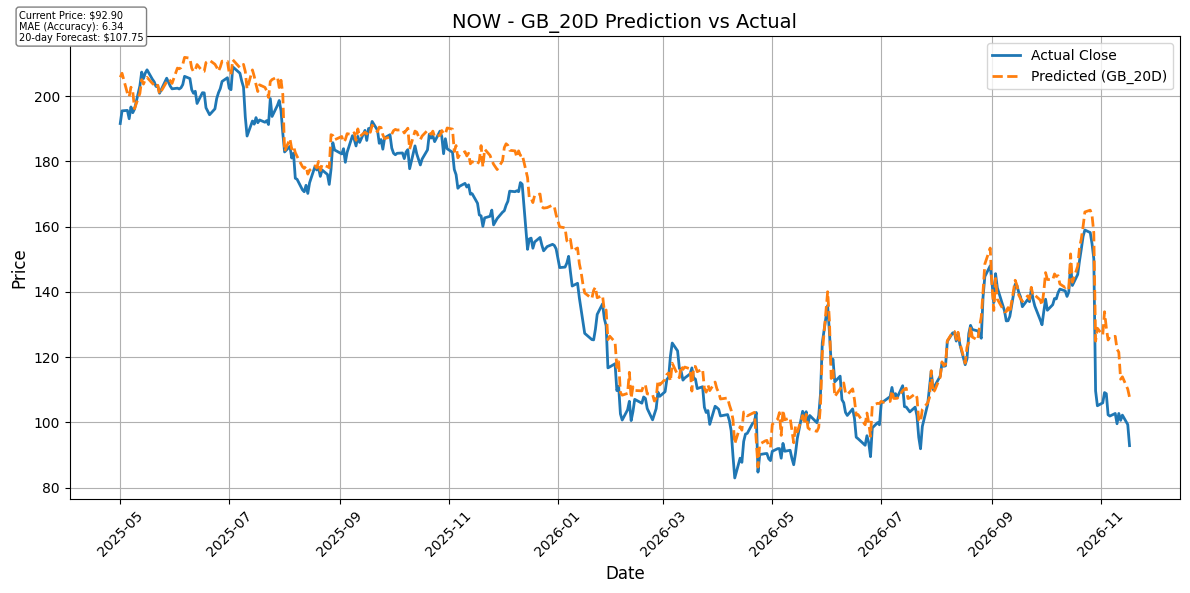 Current Price: $92.90
MAE (Accuracy): 6.34
20-day Forecast: $107.75
NOW - GB_20D Prediction vs Actual
Actual Close
Predicted (GB_20D)
Price
200
180
160
140
120
100
80
2025-05
2025-07
2025-09
2025-11
2026-01
2026-03
2026-05
2026-07
2026-09
2026-11
Date